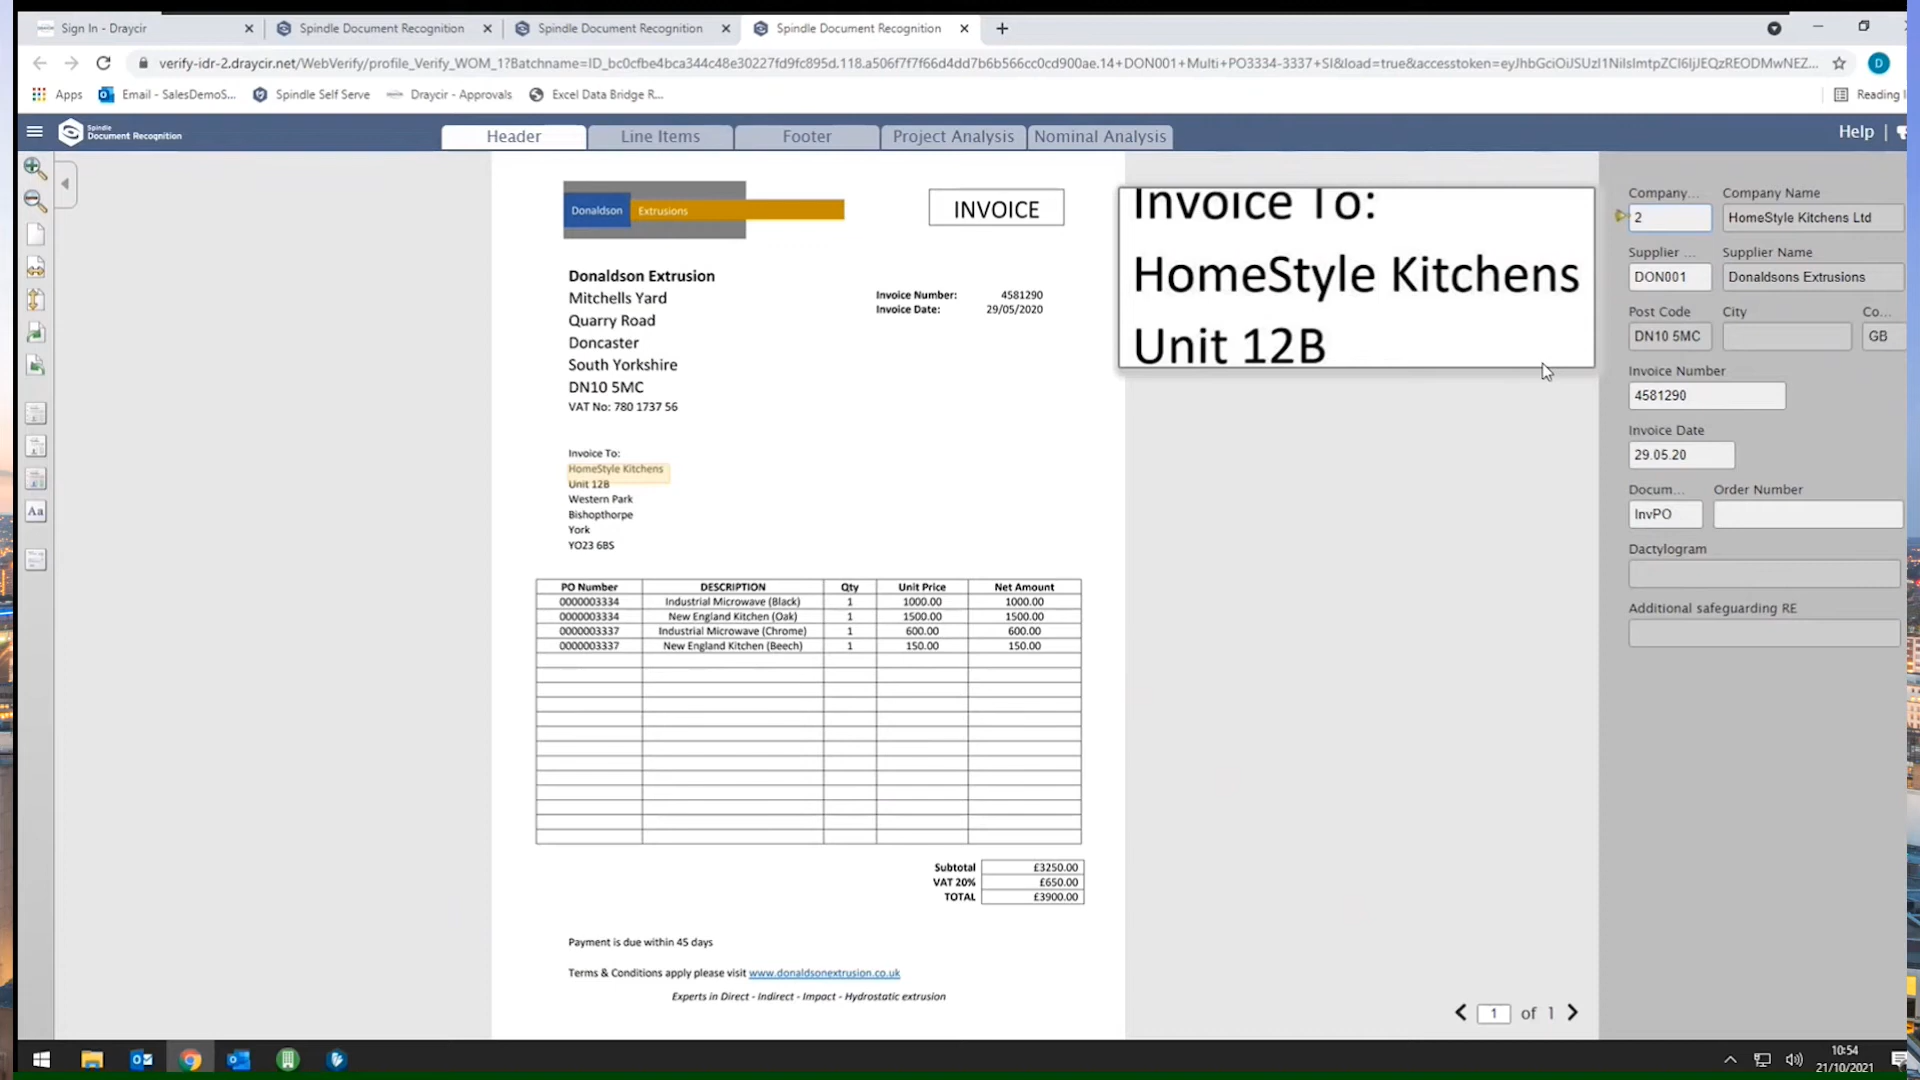 Sign In - Draycir
Spindle Document Recognition
Spindle Document Recognition
Spindle Document Recognition
verify-idr-2.draycir.net/WebVerify/profile_Verify_WOM_1?Batchname=ID_bc0cfbe4bca344c48e30227fd9fc895d.118.a506f7f7f66d4dd7b6b566cc0cd900ae.14+DON001+Multi+PO3334-3337+SI&load=true&accesstoken=
D
Apps
Email - SalesDemoS...
Spindle Self Serve
Draycir - Approvals
Excel Data Bridge R...
Reading
Spindle
Document Recognition
Header
Line Items
Footer
Project Analysis
Nominal Analysis
Help
Aa
Donaldson Extrusions
INVOICE
Donaldson Extrusion
Mitchells Yard
Quarry Road
Doncaster
South Yorkshire
DN10 5MC
VAT No: 780 1737 56
Invoice Number: 4581290
Invoice Date: 29/05/2020
Invoice To:
HomeStyle Kitchens
Unit 12B
Western Park
Bishopthorpe
York
YO23 6BS
PO Number DESCRIPTION Qty Unit Price Net Amount
0000003334 Industrial Microwave (Black) 1 1000.00 1000.00
0000003334 New England Kitchen (Oak) 1 1500.00 1500.00
0000003337 Industrial Microwave (Chrome) 1 600.00 600.00
0000003337 New England Kitchen (Beech) 1 150.00 150.00
Subtotal £3250.00
VAT 20% £650.00
TOTAL £3900.00
Payment is due within 45 days
Terms & Conditions apply please visit www.donaldsonextrusion.co.uk
Experts in Direct - Indirect - Impact - Hydrostatic extrusion
Invoice To:
HomeStyle Kitchens
Unit 12B
Company... Company Name
2 HomeStyle Kitchens Ltd
Supplier ... Supplier Name
DON001 Donaldsons Extrusions
Post Code City Co...
DN10 5MC GB
Invoice Number
4581290
Invoice Date
29.05.20
Docum... Order Number
InvPO
Dactylogram
Additional safeguarding RE
1 of 1
10:54
21/10/2021